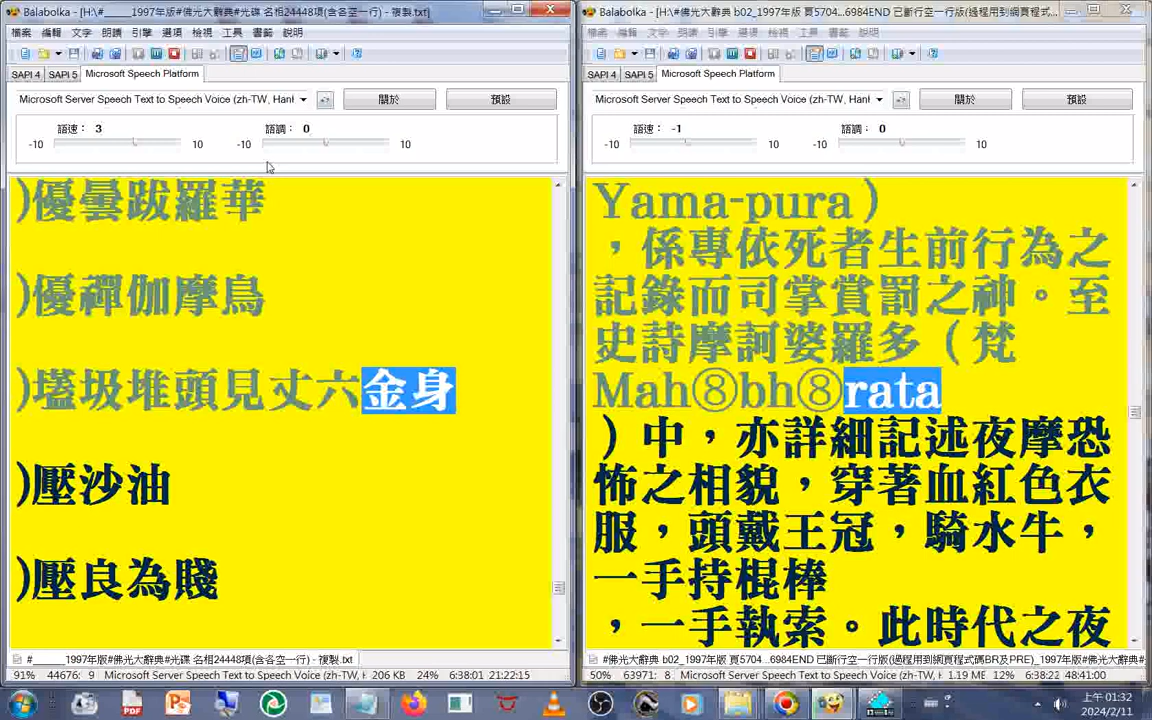 Balabolka - [H:\#_____1997年版#佛光大辭典#光碟 名相24448項(含各空一行) - 複製.txt]
檔案 編輯 文字 朗讀 引擎 選項 檢視 工具 書籤 說明
SAPI 4 SAPI 5 Microsoft Speech Platform
Microsoft Server Speech Text to Speech Voice (zh-TW, Hanl
關於
預設
語速： 3
語調： 0
-10 10 -10 10
)優曇跋羅華
)優禪伽摩鳥
)壒圾堆頭見丈六金身
)壓沙油
)壓良為賤
#_____1997年版#佛光大辭典#光碟 名相24448項(含各空一行) - 複製.txt
91% 44676: 9 Microsoft Server Speech Text to Speech Voice (zh-TW, 206 KB 24% 6:38:01 21:22:15
Balabolka - [H:\#佛光大辭典 b02_1997年版 頁5704...6984END 已斷行空一行版(過程用到網頁程式...
檔案 編輯 文字 朗讀 引擎 選項 檢視 工具 書籤 說明
SAPI 4 SAPI 5 Microsoft Speech Platform
Microsoft Server Speech Text to Speech Voice (zh-TW, Hanl
關於
預設
語速： -1
語調： 0
-10 10 -10 10
Yama-pura）
，係專依死者生前行為之
記錄而司掌賞罰之神。至
史詩摩訶婆羅多（梵
Mah⑧bh⑧rata
）中，亦詳細記述夜摩恐
怖之相貌，穿著血紅色衣
服，頭戴王冠，騎水牛，
一手持棍棒
，一手執索。此時代之夜
#佛光大辭典 b02_1997年版 頁5704...6984END 已斷行空一行版(過程用到網頁程式碼BR及PRE)_1997年版#佛光大辭典#
50% 63971: 8 Microsoft Server Speech Text to Speech Voice (zh-TW, 1.19 ME 12% 6:38:22 48:41:00
上午 01:32
2024/2/11